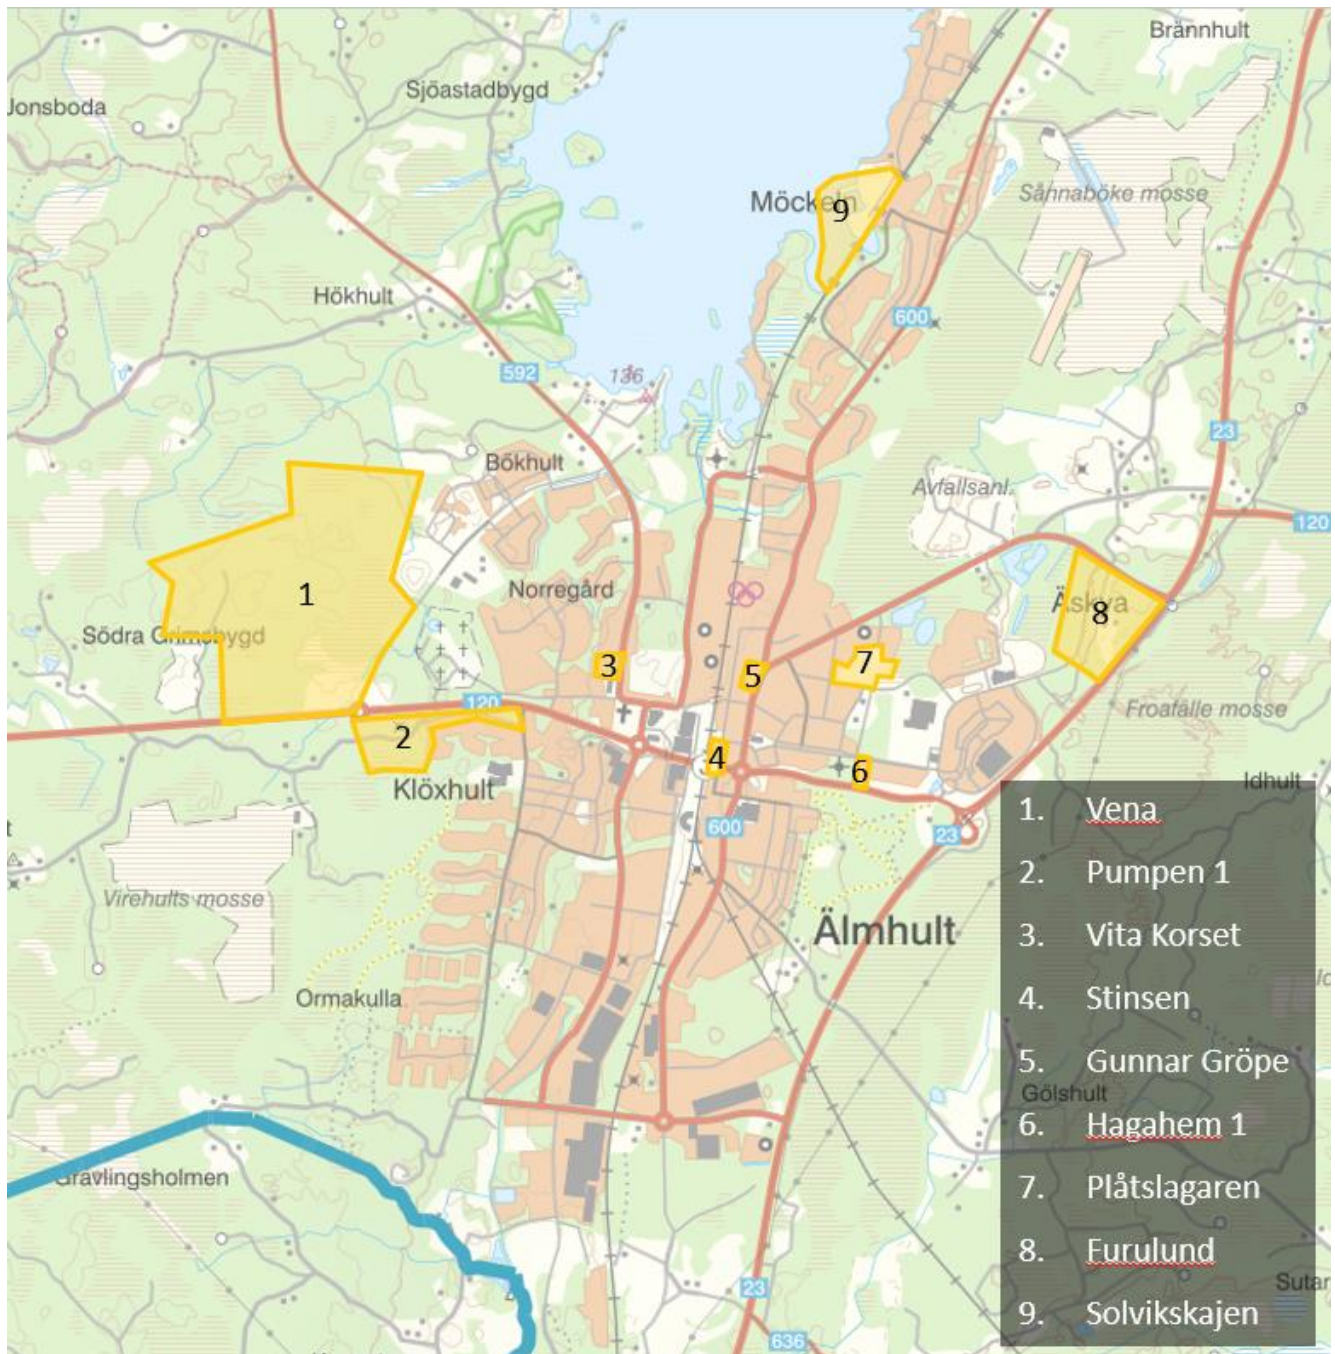 Brännhult
Sjöastadbygd
Jonsboda
Sånnaböke mosse
Möckeln
9
Hökhult
600
592
136
23
Bökhult
Avfallsanl.
120
1
Norregård
Äskya
8
Södra Grimsbygd
3
7
5
120
Froafälle mosse
2
4
6
Klöxhult
Idhult
600
23
Virehults mosse
Älmhult
Ormakulla
Gölshult
Gravlingsholmen
23
636
Sutar
1. Vena
2. Pumpen 1
3. Vita Korset
4. Stinsen
5. Gunnar Gröpe
6. Hagahem 1
7. Plåtslagaren
8. Furulund
9. Solvikskajen